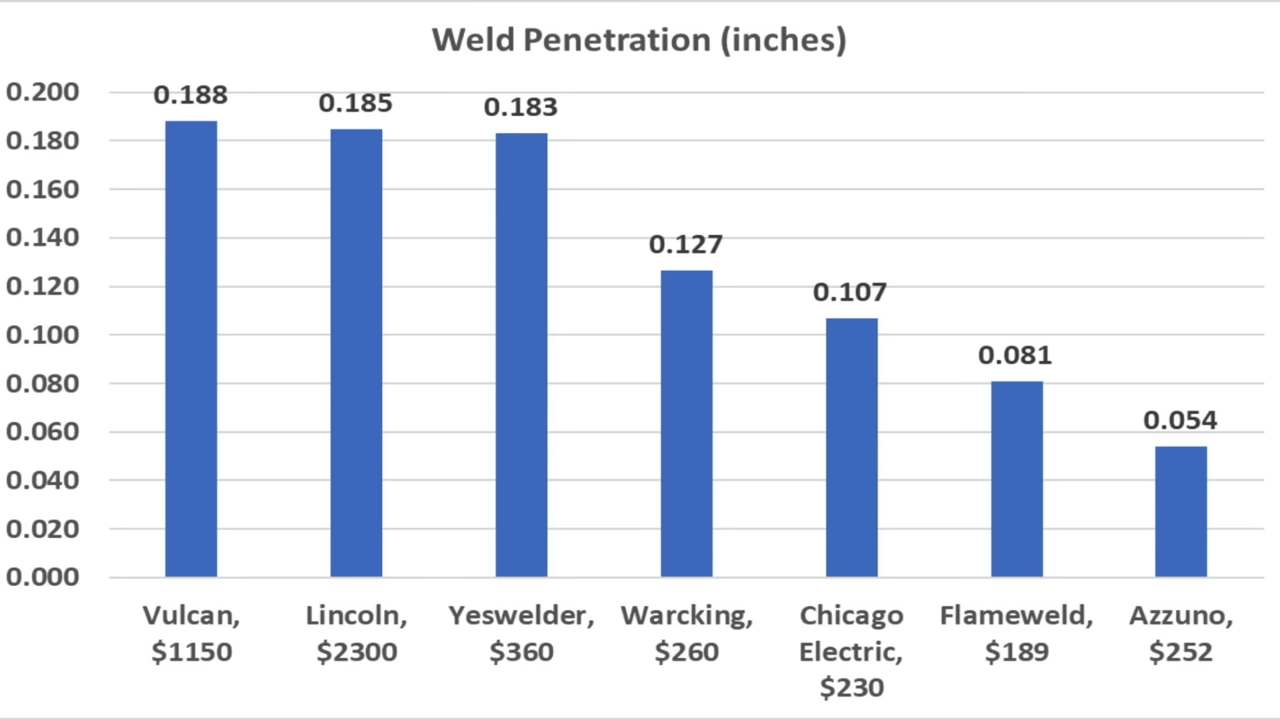 Weld Penetration (inches)
0.200
0.180
0.160
0.140
0.120
0.100
0.080
0.060
0.040
0.020
0.000
0.188
0.185
0.183
0.127
0.107
0.081
0.054
Vulcan,
$1150
Lincoln,
$2300
Yeswelder,
$360
Warcking,
$260
Chicago
Electric,
$230
Flameweld,
$189
Azzuno,
$252